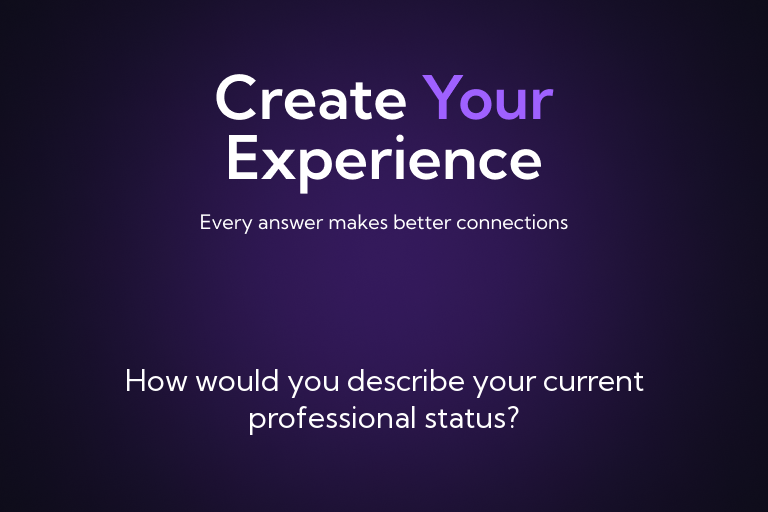 Create Your
Experience
Every answer makes better connections
How would you describe your current
professional status?